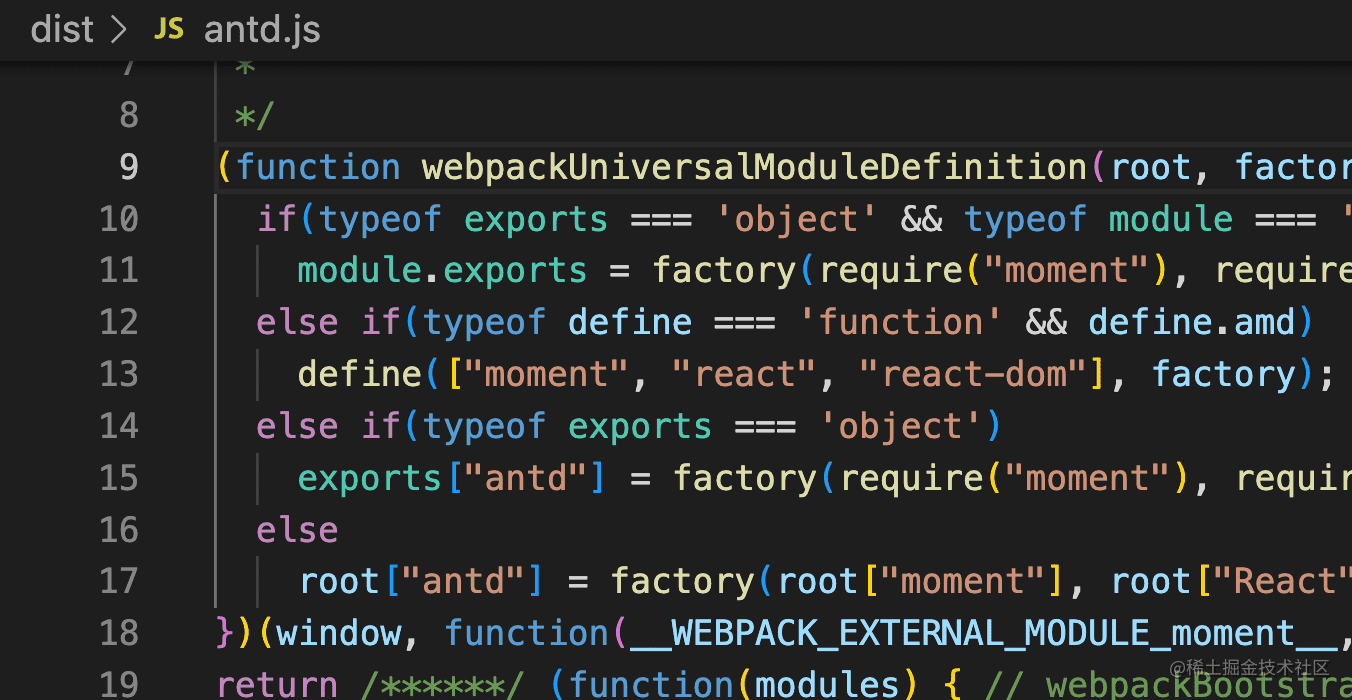 dist > JS antd.js
7 *
8 */
9 (function webpackUniversalModuleDefinition(root, factor
10 if(typeof exports === 'object' && typeof module === '
11 module.exports = factory(require("moment"), require
12 else if(typeof define === 'function' && define.amd)
13 define(["moment", "react", "react-dom"], factory);
14 else if(typeof exports === 'object')
15 exports["antd"] = factory(require("moment"), requir
16 else
17 root["antd"] = factory(root["moment"], root["React"
18 })(window, function(__WEBPACK_EXTERNAL_MODULE_moment__,
19 return /******/ (function(modules) { // webpackBootstra
@稀土掘金技术社区